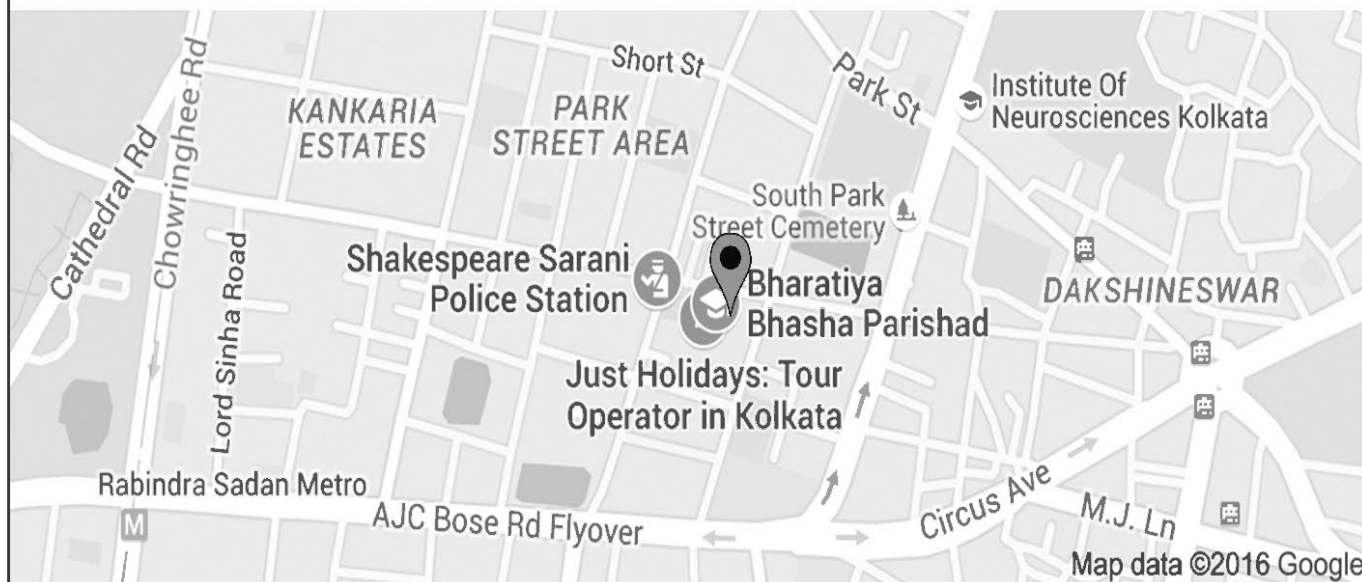 Short St
Park St
Institute Of
Neurosciences Kolkata
KANKARIA
ESTATES
PARK
STREET AREA
Cathedral Rd
Chowringhee Rd
South Park
Street Cemetery
Lord Sinha Road
Shakespeare Sarani
Police Station
Bharatiya
Bhasha Parishad
DAKSHINESWAR
Just Holidays: Tour
Operator in Kolkata
Rabindra Sadan Metro
M
AJC Bose Rd Flyover
Circus Ave
M.J. Ln
Map data ©2016 Google